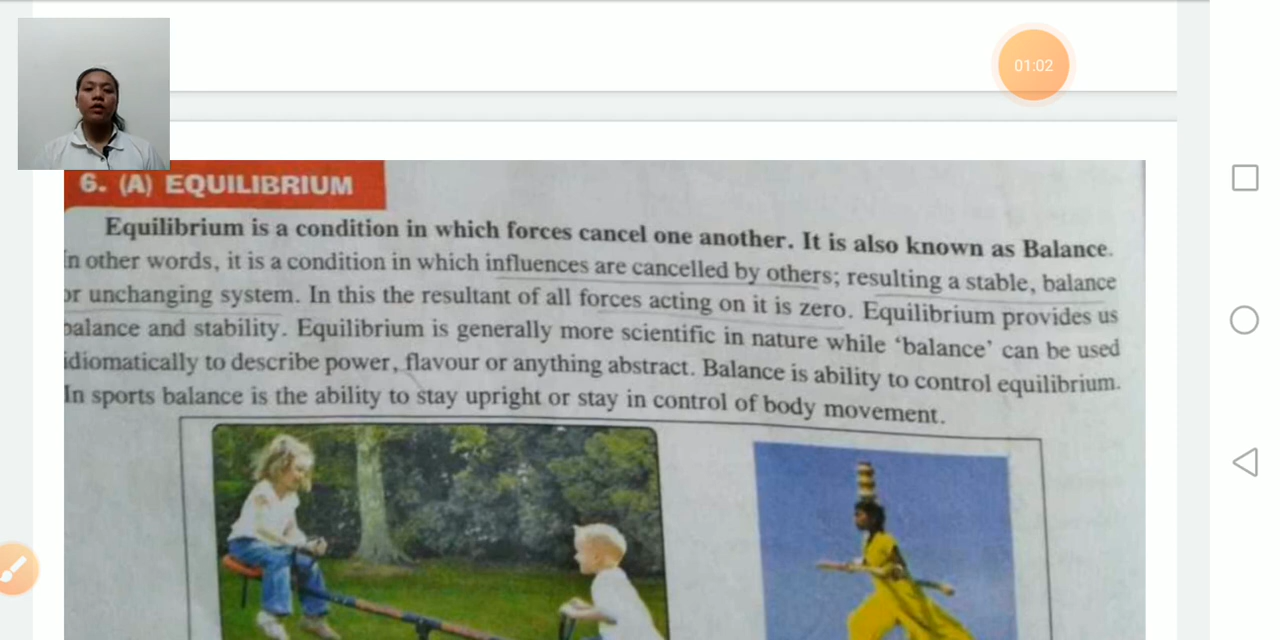 01:02
6. (A) EQUILIBRIUM
Equilibrium is a condition in which forces cancel one another. It is also known as Balance.
In other words, it is a condition in which influences are cancelled by others; resulting a stable, balance
or unchanging system. In this the resultant of all forces acting on it is zero. Equilibrium provides us
balance and stability. Equilibrium is generally more scientific in nature while ‘balance’ can be used
idiomatically to describe power, flavour or anything abstract. Balance is ability to control equilibrium.
In sports balance is the ability to stay upright or stay in control of body movement.